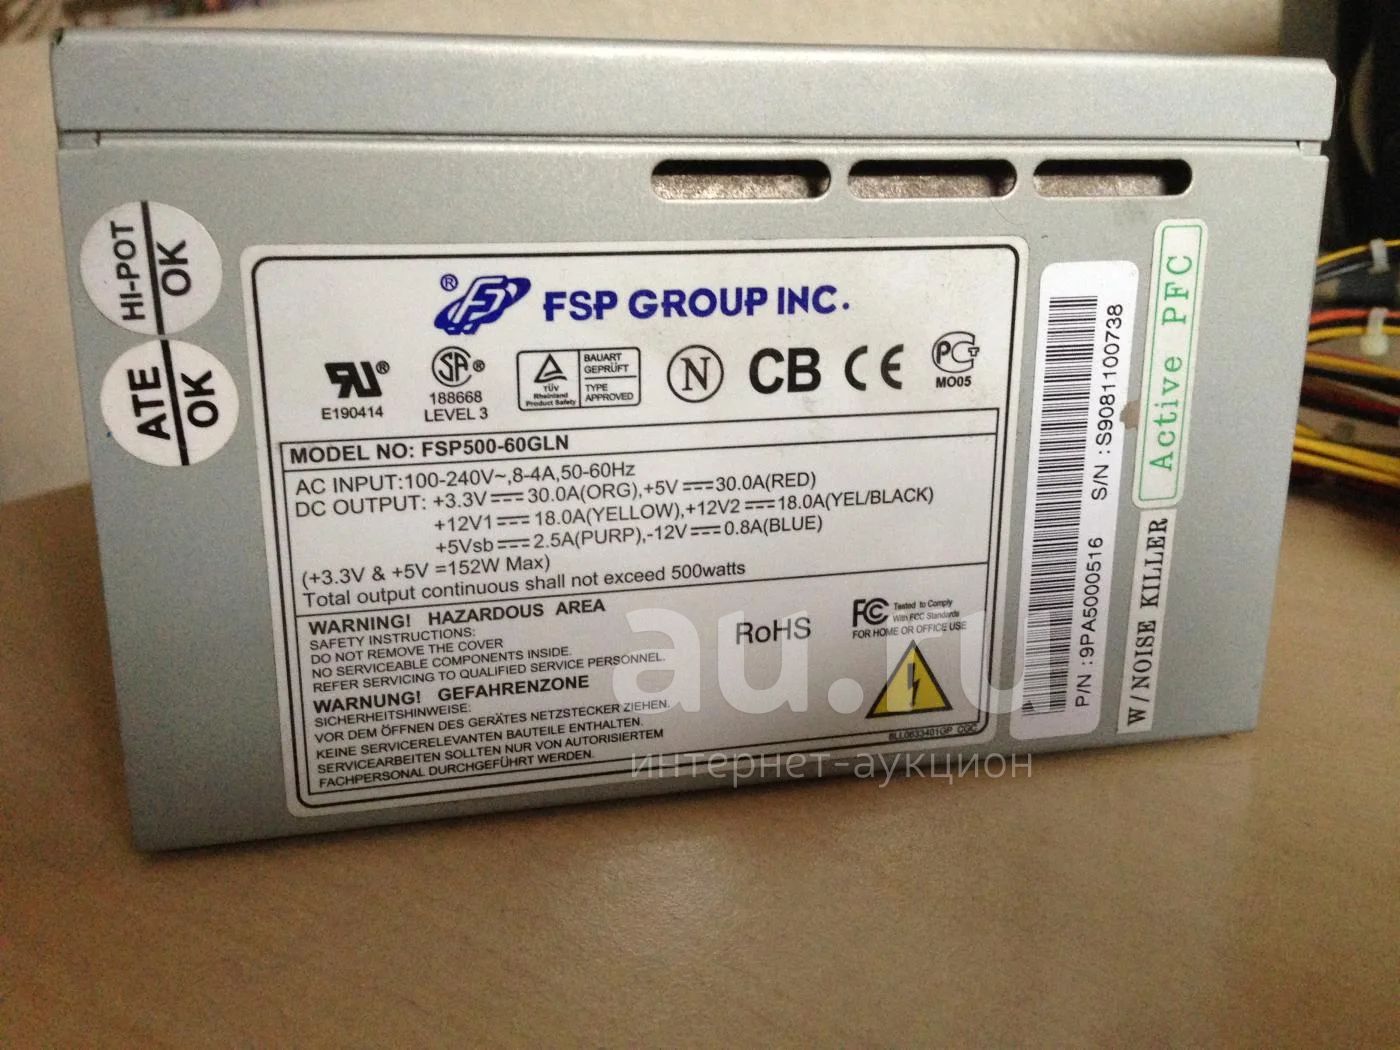 HI-POT
OK
ATE
OK
® FSP GROUP INC.
E190414
SA®
188668
LEVEL 3
TÜV
Rheinland
Product Safety
BAUART
GEPRÜFT
TYPE
APPROVED
N
CB
CE
MO05
MODEL NO: FSP500-60GLN
AC INPUT:100-240V~,8-4A,50-60Hz
DC OUTPUT: +3.3V⎓30.0A(ORG),+5V⎓30.0A(RED)
+12V1⎓18.0A(YELLOW),+12V2⎓18.0A(YEL/BLACK)
+5Vsb⎓2.5A(PURP),-12V⎓0.8A(BLUE)
(+3.3V & +5V =152W Max)
Total output continuous shall not exceed 500watts
WARNING! HAZARDOUS AREA
SAFETY INSTRUCTIONS:
DO NOT REMOVE THE COVER
NO SERVICEABLE COMPONENTS INSIDE.
REFER SERVICING TO QUALIFIED SERVICE PERSONNEL.
WARNUNG! GEFAHRENZONE
SICHERHEITSHINWEISE:
VOR DEM ÖFFNEN DES GERÄTES NETZSTECKER ZIEHEN.
KEINE SERVICERELEVANTEN BAUTEILE ENTHALTEN.
SERVICEARBEITEN SOLLTEN NUR VON AUTORISIERTEM
FACHPERSONAL DURCHGEFÜHRT WERDEN.
RoHS
FC Tested to Comply
With FCC Standards
FOR HOME OR OFFICE USE
6LL0633401GP CGC
P/N :9PA5000516 S/N :S9081100738
Active PFC
W/NOISE KILLER
au.ru
интернет-аукцион